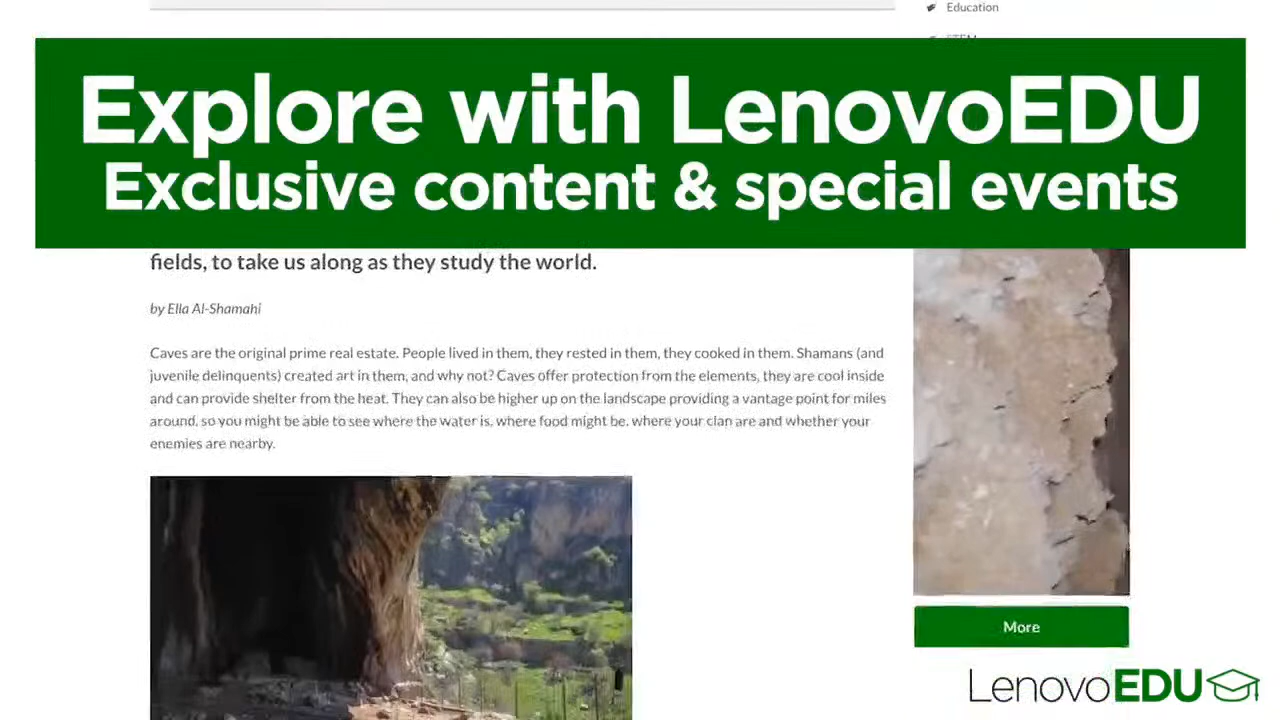 Education
STEM
Explore with LenovoEDU
Exclusive content & special events
fields, to take us along as they study the world.
by Ella Al-Shamahi
Caves are the original prime real estate. People lived in them, they rested in them, they cooked in them. Shamans (and
juvenile delinquents) created art in them, and why not? Caves offer protection from the elements, they are cool inside
and can provide shelter from the heat. They can also be higher up on the landscape providing a vantage point for miles
around, so you might be able to see where the water is, where food might be, where your clan are and whether your
enemies are nearby.
More
LenovoEDU